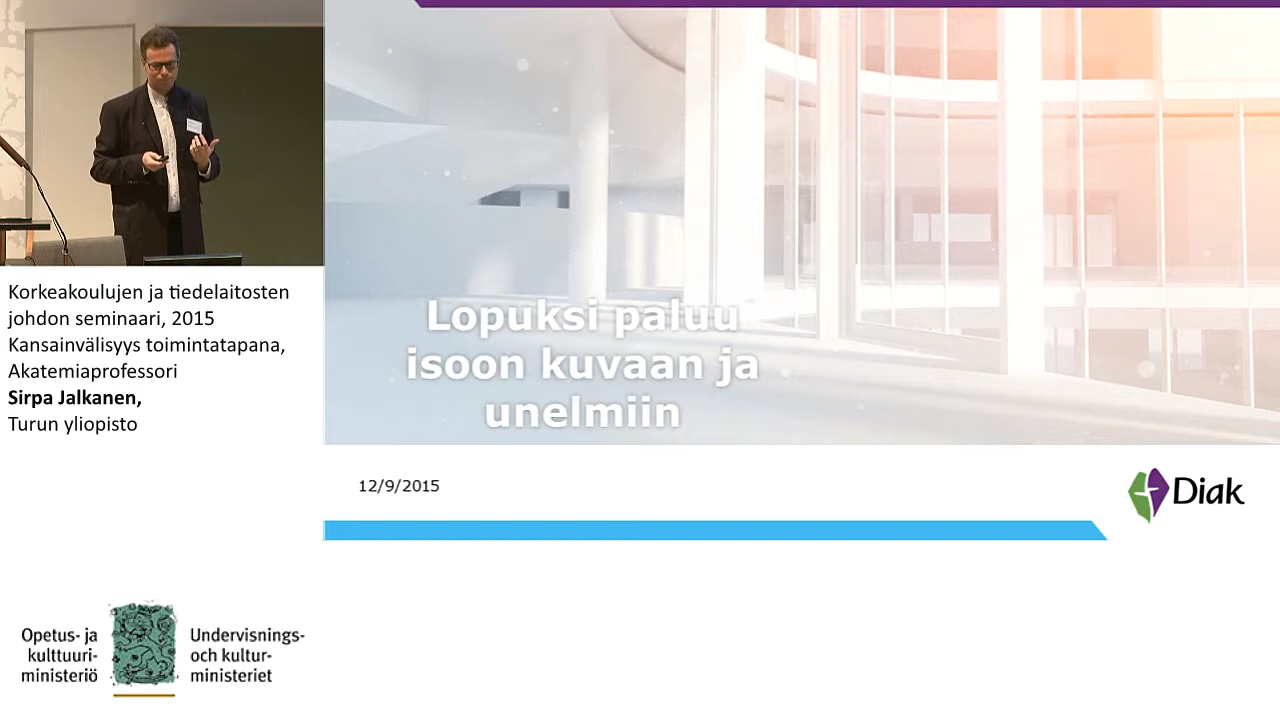 Korkeakoulujen ja tiedelaitosten
johdon seminaari, 2015
Kansainvälisyys toimintatapana,
Akatemiaprofessori
Sirpa Jalkanen,
Turun yliopisto
Lopuksi paluu
isoon kuvaan ja
unelmiin
12/9/2015
Diak
Opetus- ja
kulttuuri-
ministeriö
Undervisnings-
och kultur-
ministeriet